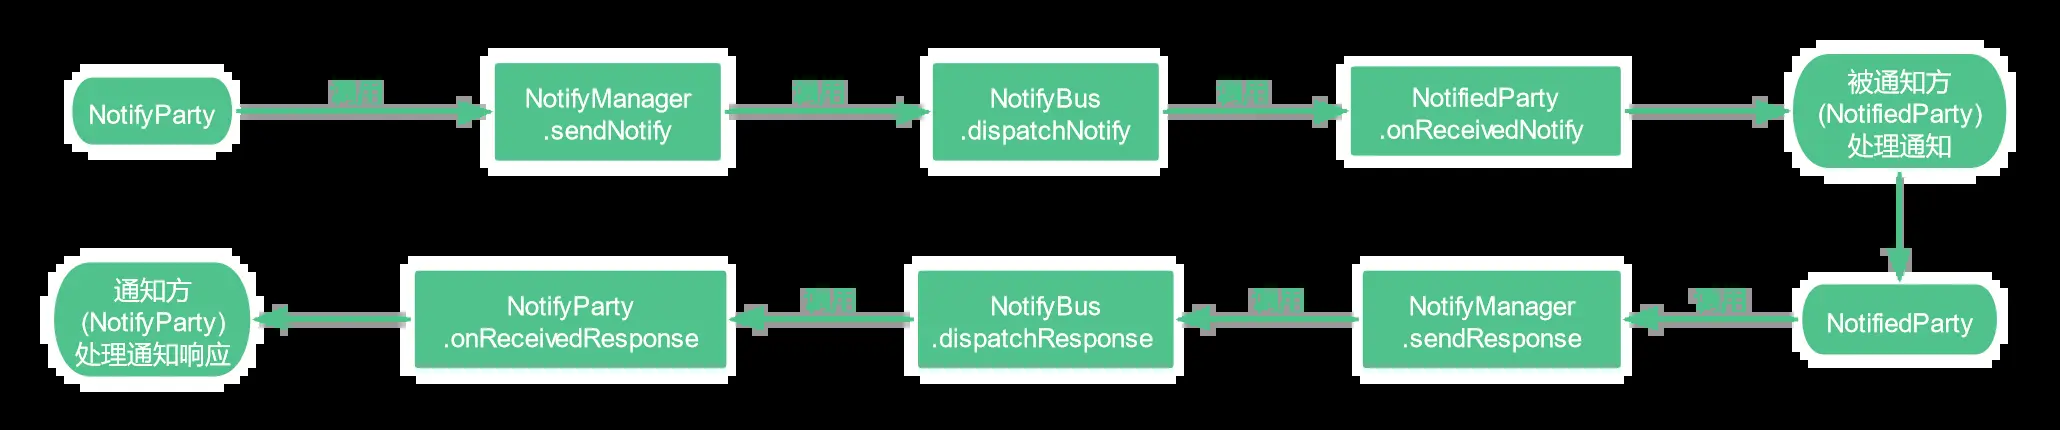 NotifyParty
调用
NotifyManager
.sendNotify
调用
NotifyBus
.dispatchNotify
调用
NotifiedParty
.onReceivedNotify
被通知方
(NotifiedParty)
处理通知
NotifiedParty
调用
NotifyManager
.sendResponse
调用
NotifyBus
.dispatchResponse
调用
NotifyParty
.onReceivedResponse
通知方
(NotifyParty)
处理通知响应